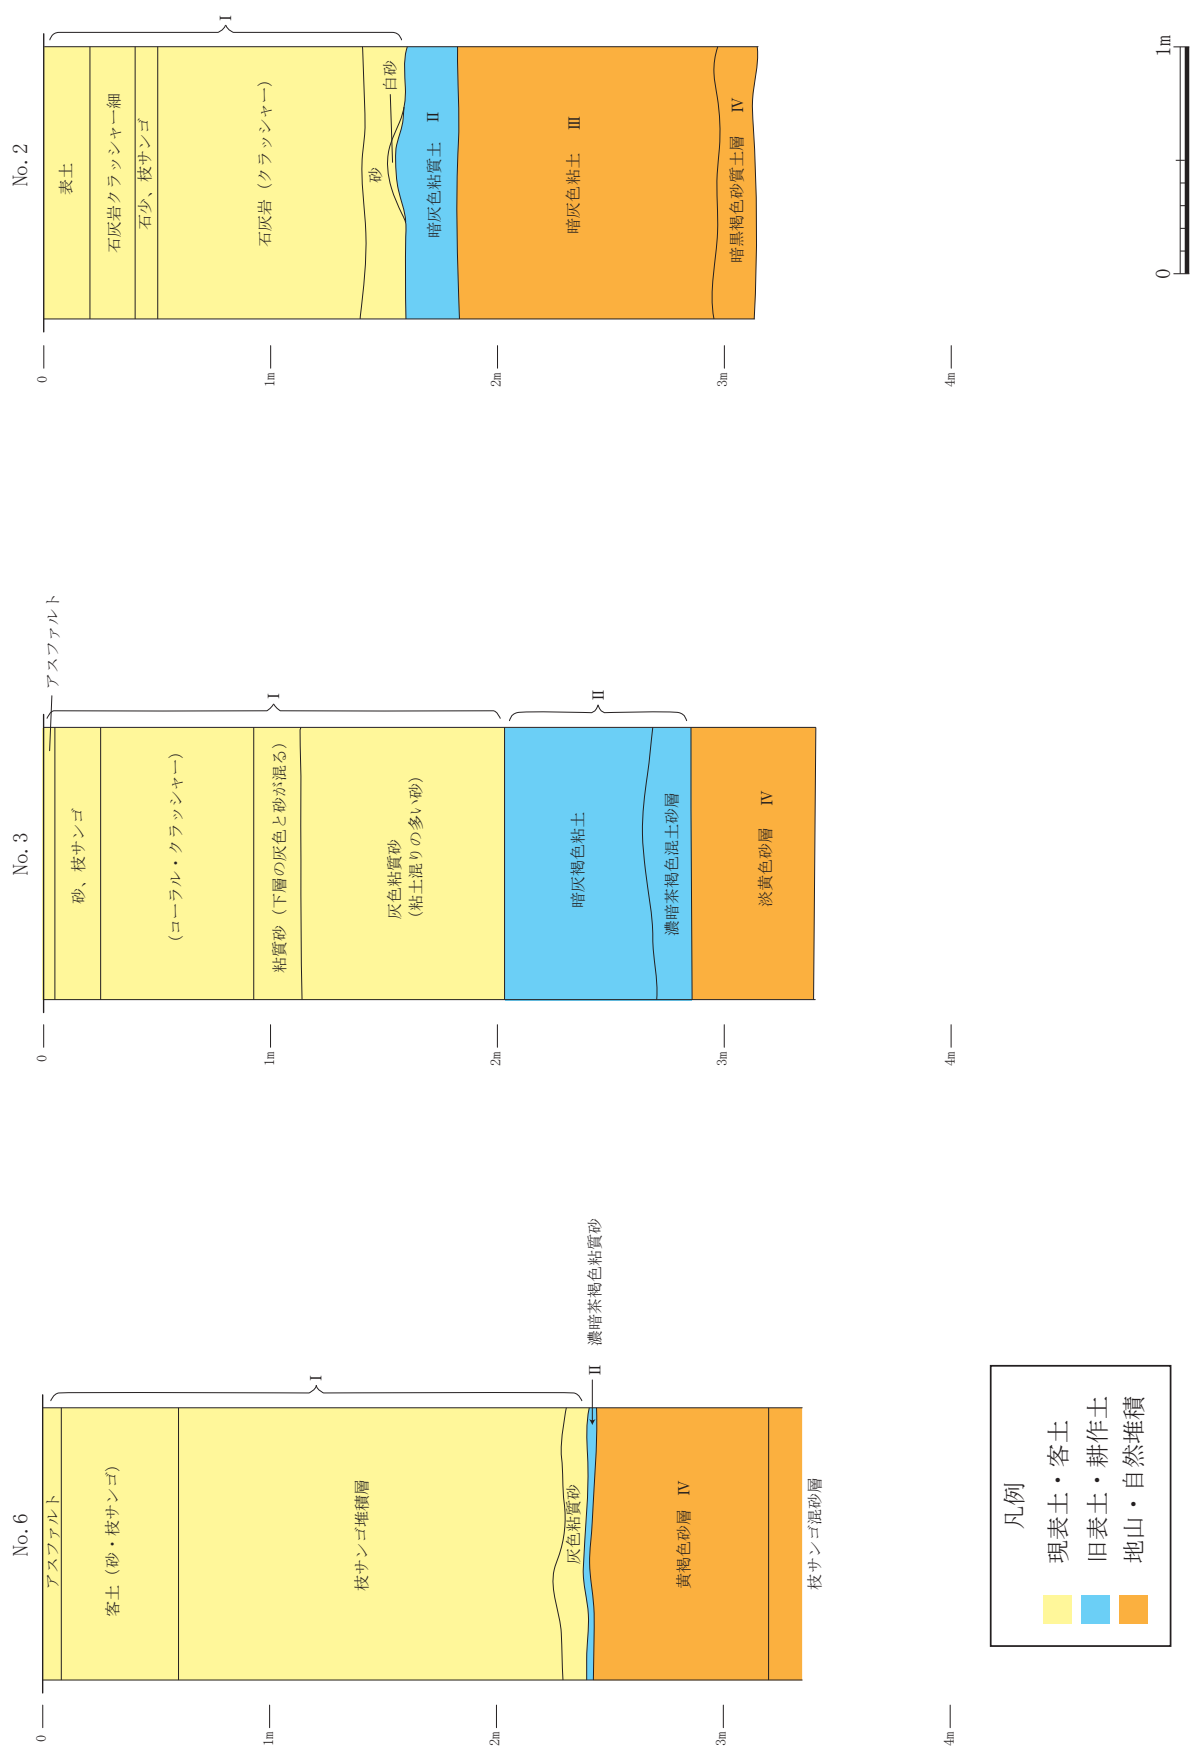 No. 6
アスファルト
客土（砂・枝サンゴ）
枝サンゴ堆積層
灰色粘質砂
黄褐色砂層　Ⅳ
枝サンゴ混砂層
Ⅰ
Ⅱ　濃暗茶褐色粘質砂
0
1m
2m
3m
4m
No. 3
アスファルト
砂、枝サンゴ
（コーラル・クラッシャー）
粘質砂（下層の灰色と砂が混る）
灰色粘質砂
（粘土混りの多い砂）
暗灰褐色粘土
濃暗茶褐色混土砂層
淡黄色砂層　Ⅳ
Ⅰ
Ⅱ
0
1m
2m
3m
4m
No. 2
表土
石灰岩クラッシャー細
石少、枝サンゴ
石灰岩（クラッシャー）
砂
白砂
暗灰色粘質土　Ⅱ
暗灰色粘土　Ⅲ
暗黒褐色砂質土層　Ⅳ
Ⅰ
0
1m
2m
3m
4m
凡例
現表土・客土
旧表土・耕作土
地山・自然堆積
0
1m